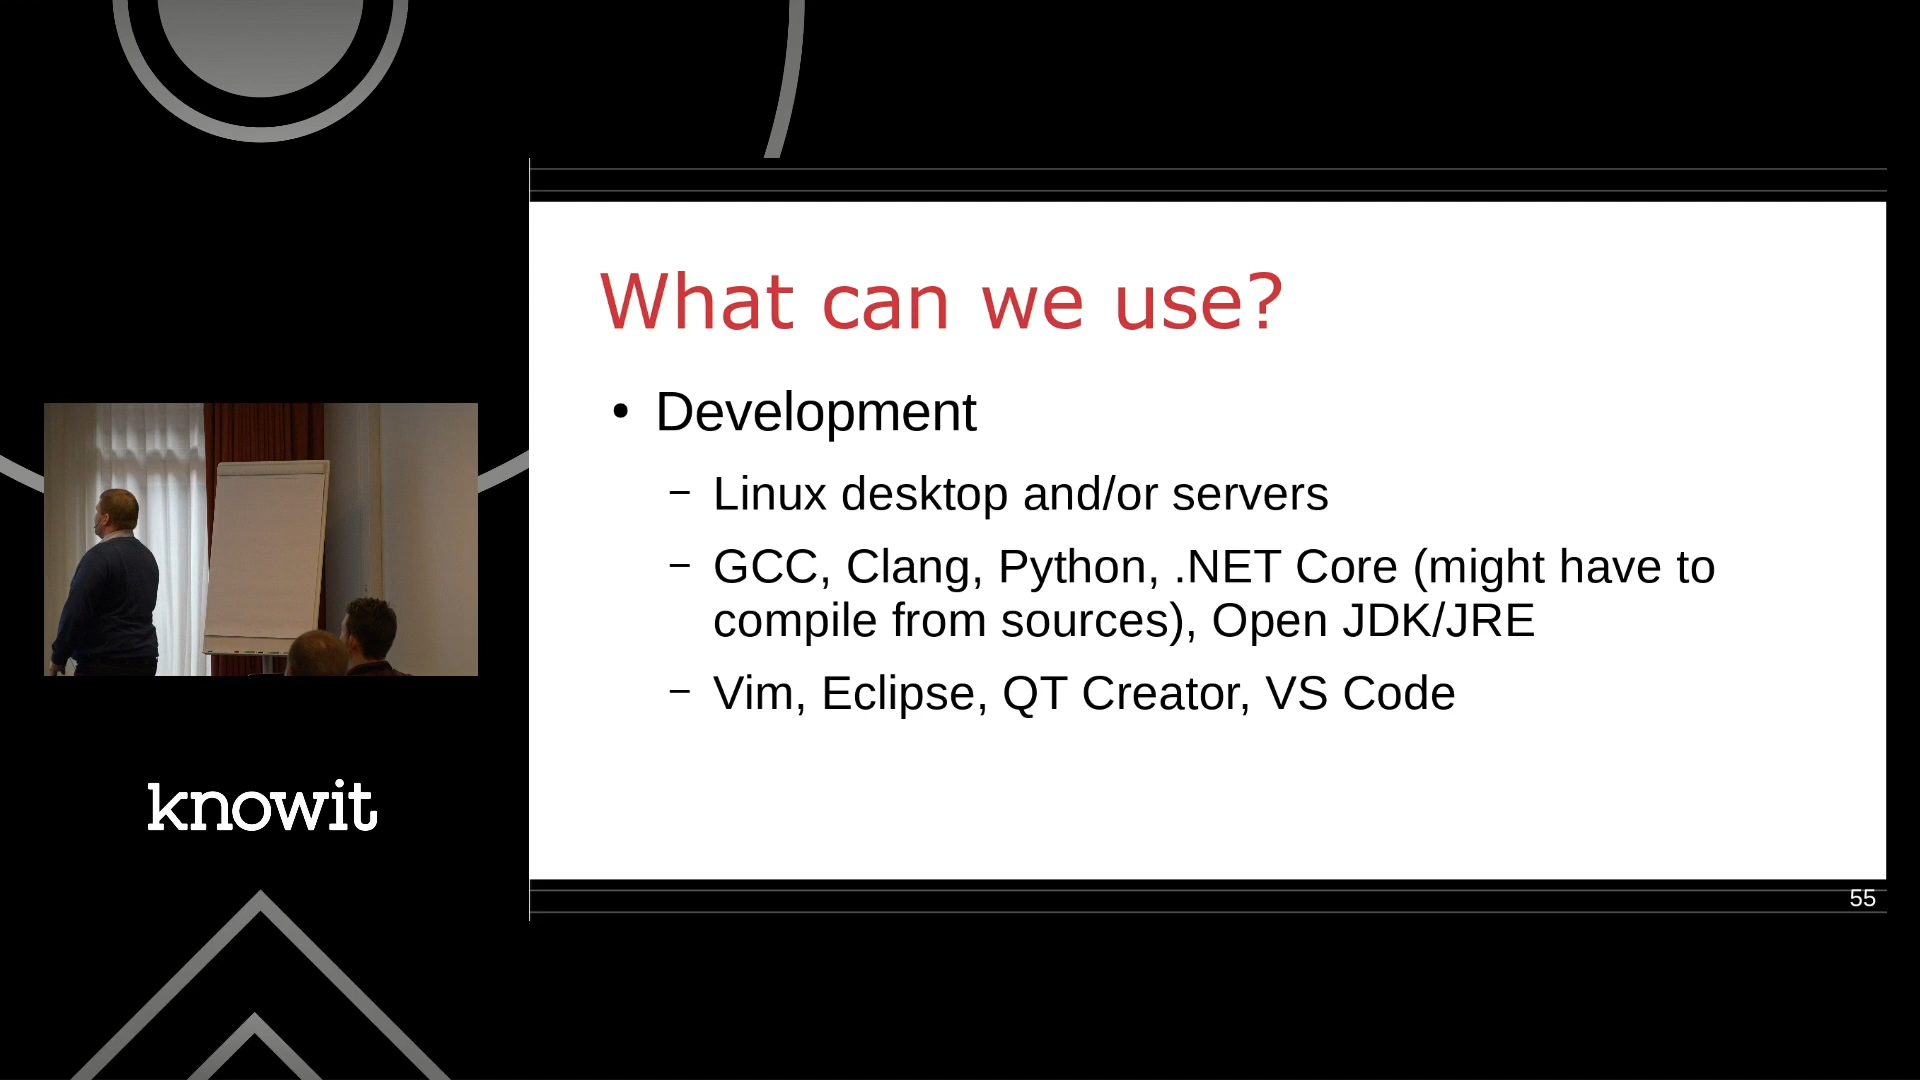 What can we use?
• Development
– Linux desktop and/or servers
– GCC, Clang, Python, .NET Core (might have to
compile from sources), Open JDK/JRE
– Vim, Eclipse, QT Creator, VS Code
knowit
55